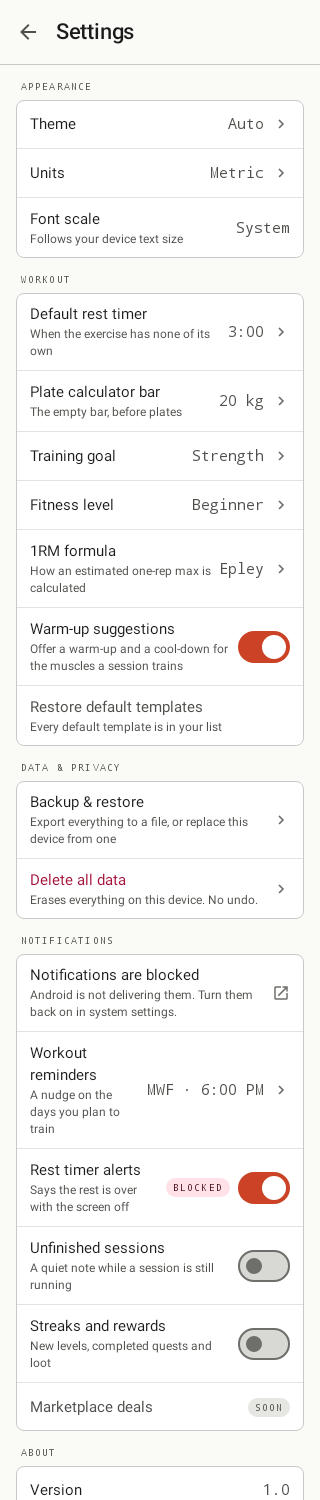 Settings
APPEARANCE
Theme
Auto
Units
Metric
Font scale
Follows your device text size
System
WORKOUT
Default rest timer
When the exercise has none of its
own
3:00
Plate calculator bar
The empty bar, before plates
20 kg
Training goal
Strength
Fitness level
Beginner
1RM formula
How an estimated one-rep max is
calculated
Epley
Warm-up suggestions
Offer a warm-up and a cool-down for
the muscles a session trains
Restore default templates
Every default template is in your list
DATA & PRIVACY
Backup & restore
Export everything to a file, or replace this
device from one
Delete all data
Erases everything on this device. No undo.
NOTIFICATIONS
Notifications are blocked
Android is not delivering them. Turn them
back on in system settings.
Workout
reminders
A nudge on the
days you plan to
train
MWF · 6:00 PM
Rest timer alerts
Says the rest is over
with the screen off
BLOCKED
Unfinished sessions
A quiet note while a session is still
running
Streaks and rewards
New levels, completed quests and
loot
Marketplace deals
SOON
ABOUT
Version
1.0